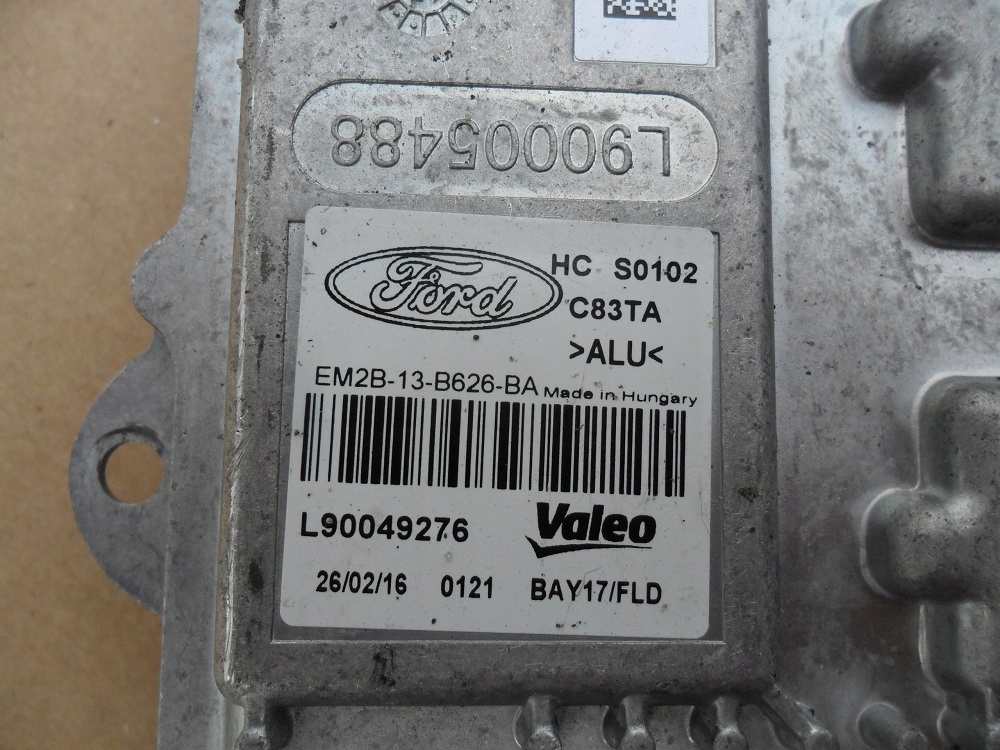 L90005488
Ford
HC S0102
C83TA
>ALU<
EM2B-13-B626-BA Made in Hungary
L90049276 Valeo
26/02/16 0121 BAY17/FLD